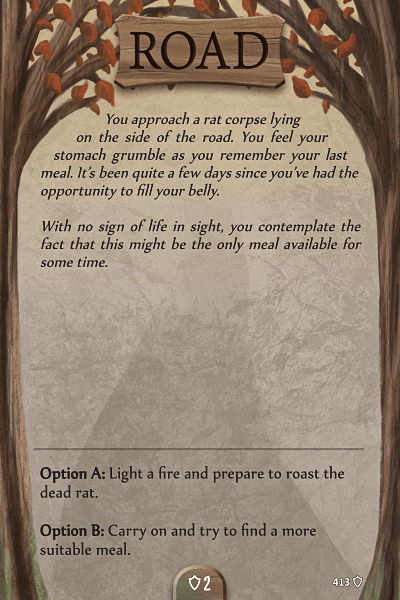 ROAD
You approach a rat corpse lying
on the side of the road. You feel your
stomach grumble as you remember your last
meal. It's been quite a few days since you've had the
opportunity to fill your belly.
With no sign of life in sight, you contemplate the
fact that this might be the only meal available for
some time.
Option A: Light a fire and prepare to roast the
dead rat.
Option B: Carry on and try to find a more
suitable meal.
2
413